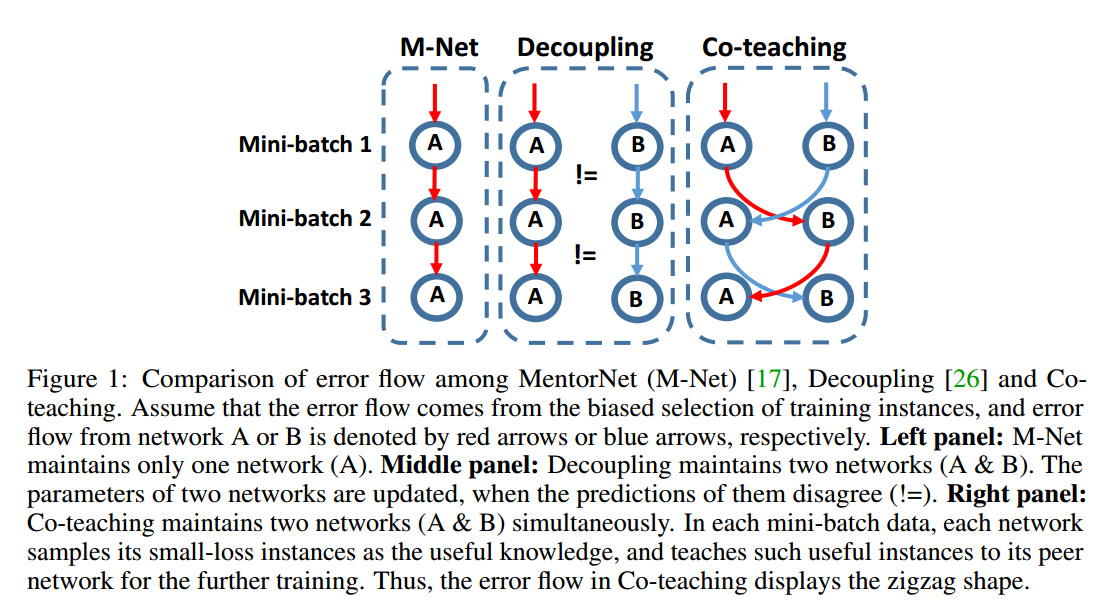 M-Net Decoupling Co-teaching
Mini-batch 1 A A B A B
!=
Mini-batch 2 A A B A B
!=
Mini-batch 3 A A B A B
Figure 1: Comparison of error flow among MentorNet (M-Net) [17], Decoupling [26] and Co-
teaching. Assume that the error flow comes from the biased selection of training instances, and error
flow from network A or B is denoted by red arrows or blue arrows, respectively. Left panel: M-Net
maintains only one network (A). Middle panel: Decoupling maintains two networks (A & B). The
parameters of two networks are updated, when the predictions of them disagree (!=). Right panel:
Co-teaching maintains two networks (A & B) simultaneously. In each mini-batch data, each network
samples its small-loss instances as the useful knowledge, and teaches such useful instances to its peer
network for the further training. Thus, the error flow in Co-teaching displays the zigzag shape.